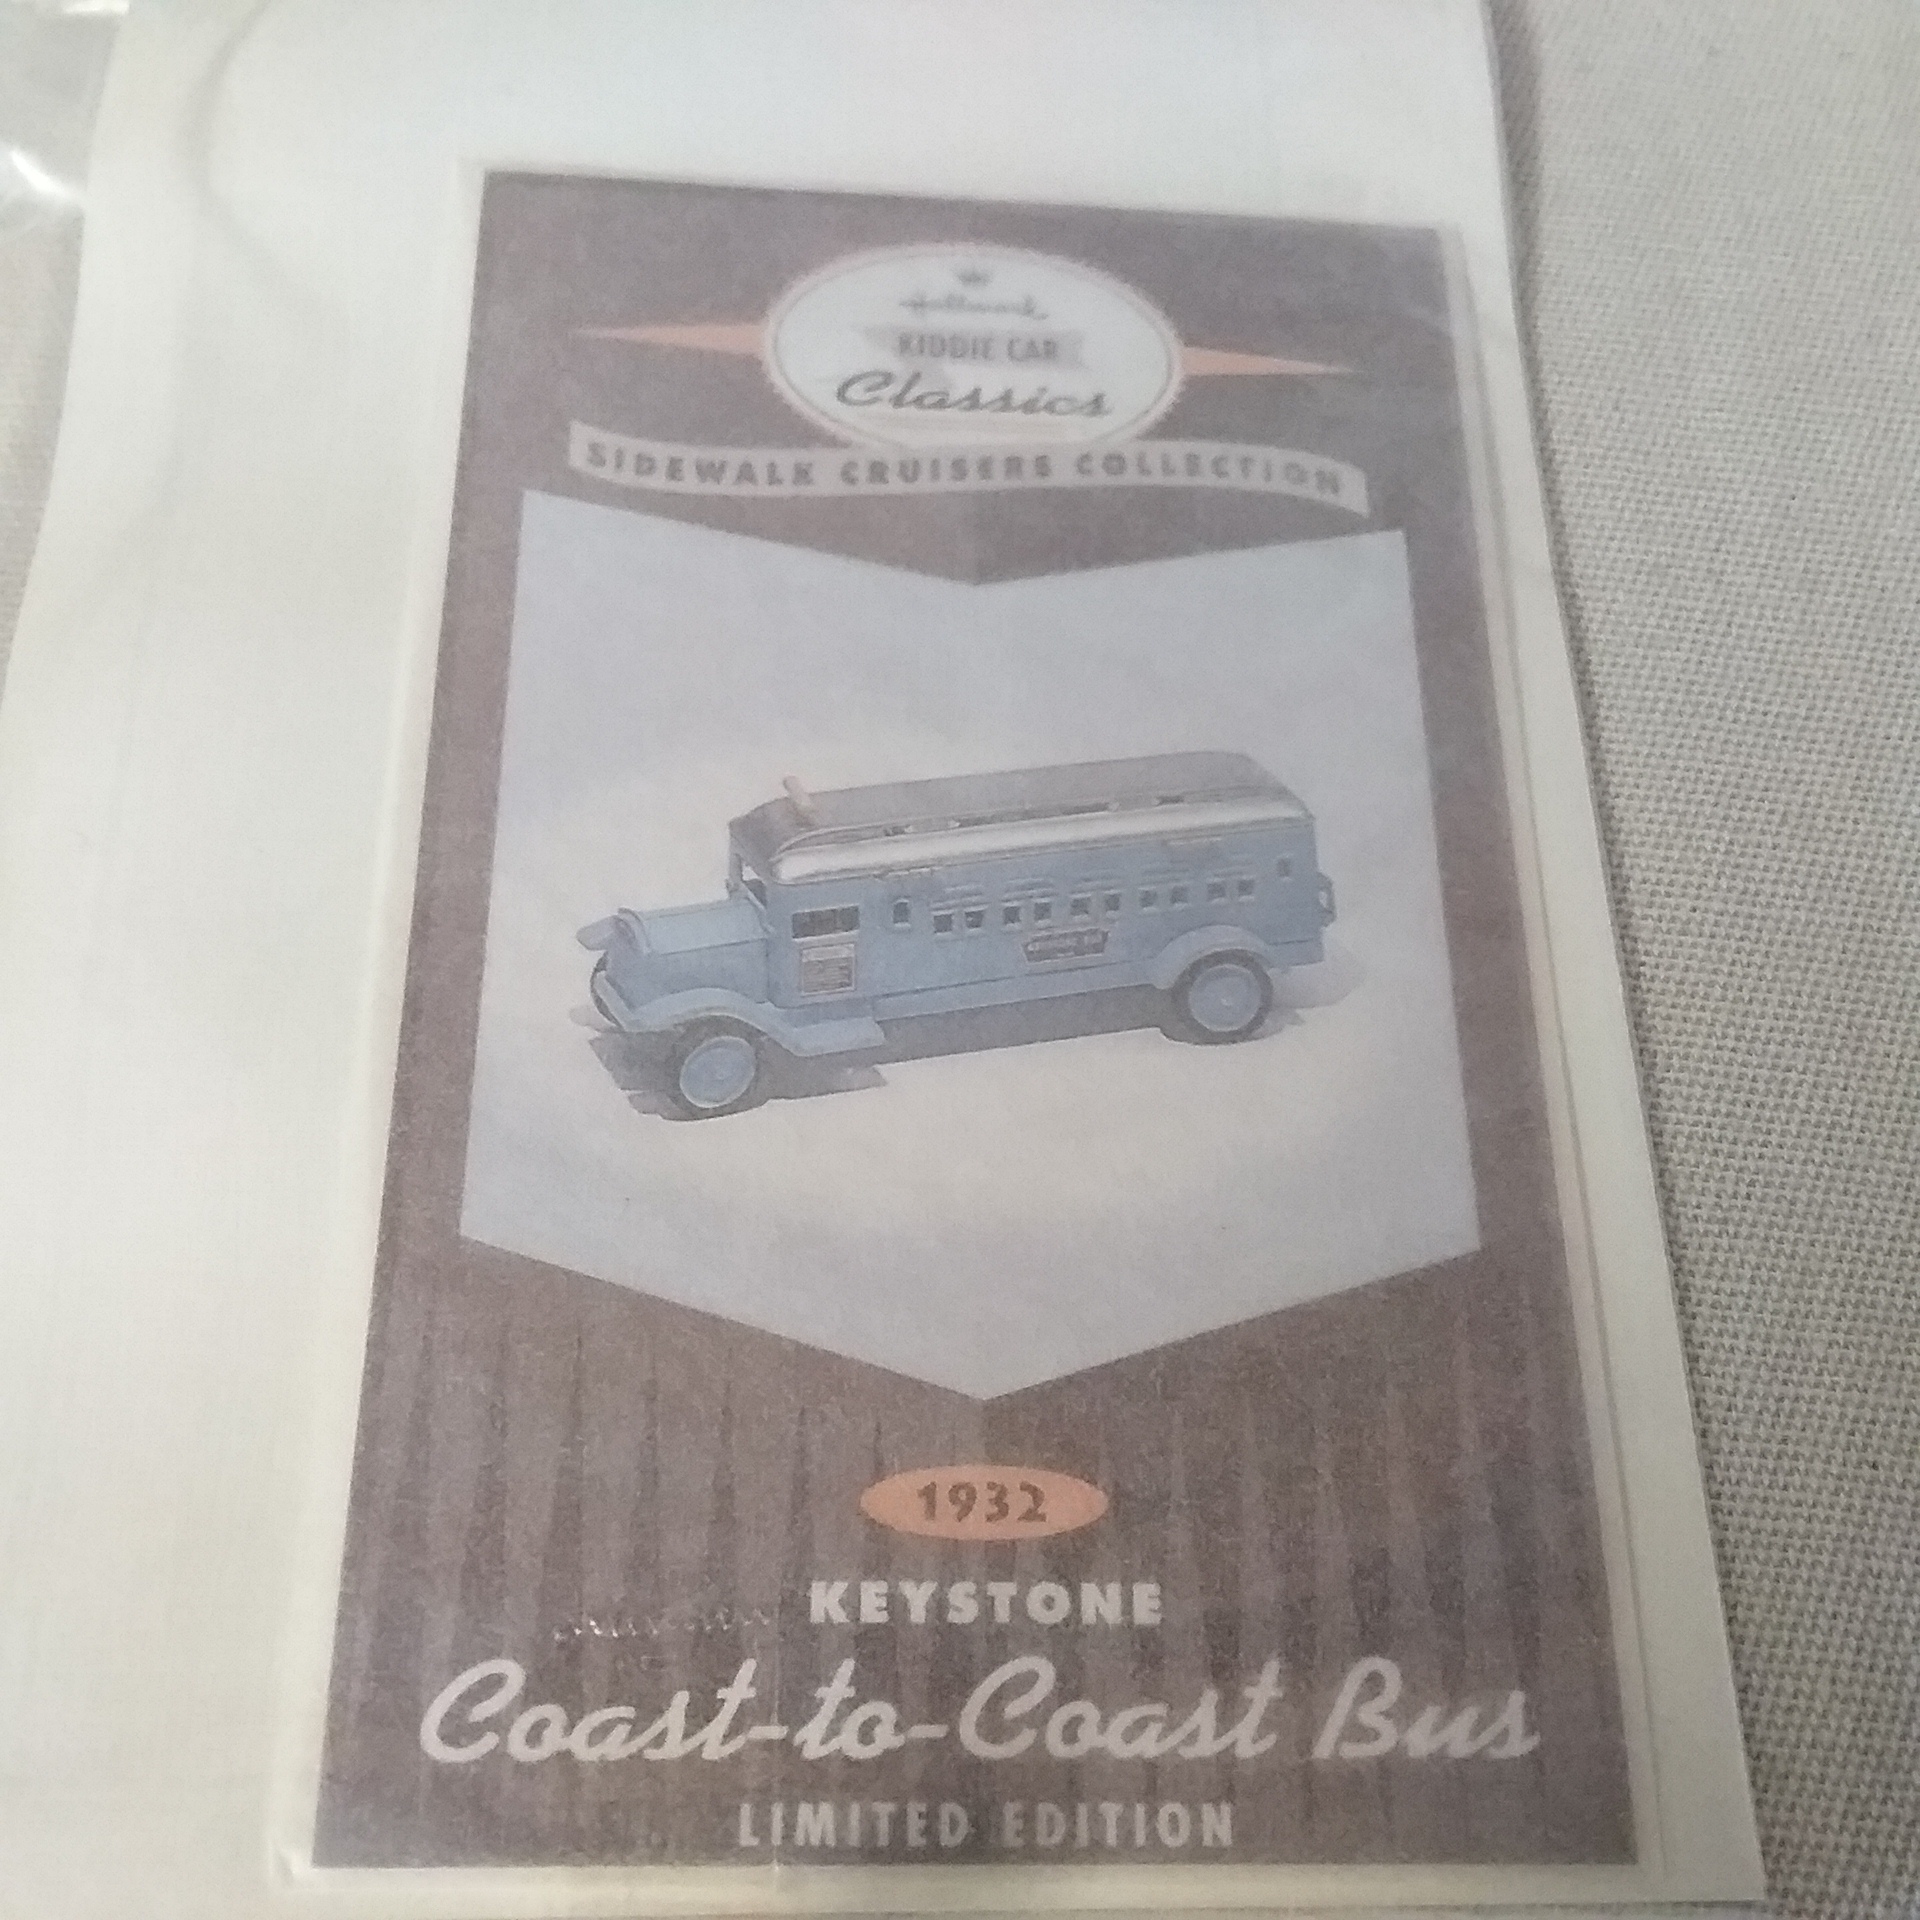 Hallmark
KIDDIE CAR
Classics
SIDEWALK CRUISERS COLLECTION
1932
KEYSTONE
Coast-to-Coast Bus
LIMITED EDITION